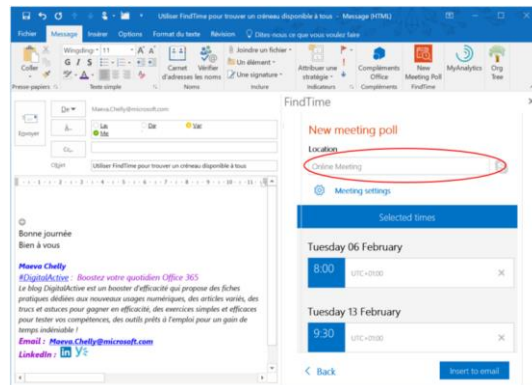 Utiliser FindTime pour trouver un créneau disponible à tous - Message (HTML)
Fichier Message Insérer Options Format du texte Révision Dites-nous ce que vous voulez faire
Coller
Wingding 11
G I S
Presse-papiers
Texte simple
Carnet d'adresses
Vérifier les noms
Noms
Joindre un fichier
Un élément
Une signature
Inclure
Attribuer une stratégie
Indicateurs
Compléments Office
Compléments
New Meeting Poll
FindTime
MyAnalytics
Org Tree
Envoyer
De Maeva.Chelly@microsoft.com
À...
Cc...
Objet Utiliser FindTime pour trouver un créneau disponible à tous
Bonne journée
Bien à vous
Maeva Chelly
#DigitalActive : Boostez votre quotidien Office 365
Le blog DigitalActive est un booster d'efficacité qui propose des fiches
pratiques dédiées aux nouveaux usages numériques, des articles variés, des
trucs et astuces pour gagner en efficacité, des exercices simples et efficaces
pour tester vos compétences, des outils prêts à l'emploi pour un gain de
temps indéniable !
Email : Maeva.Chelly@microsoft.com
LinkedIn : in
FindTime
New meeting poll
Location
Online Meeting
Meeting settings
Selected times
Tuesday 06 February
8:00 UTC+01:00
Tuesday 13 February
9:30 UTC+01:00
Back
Insert to email